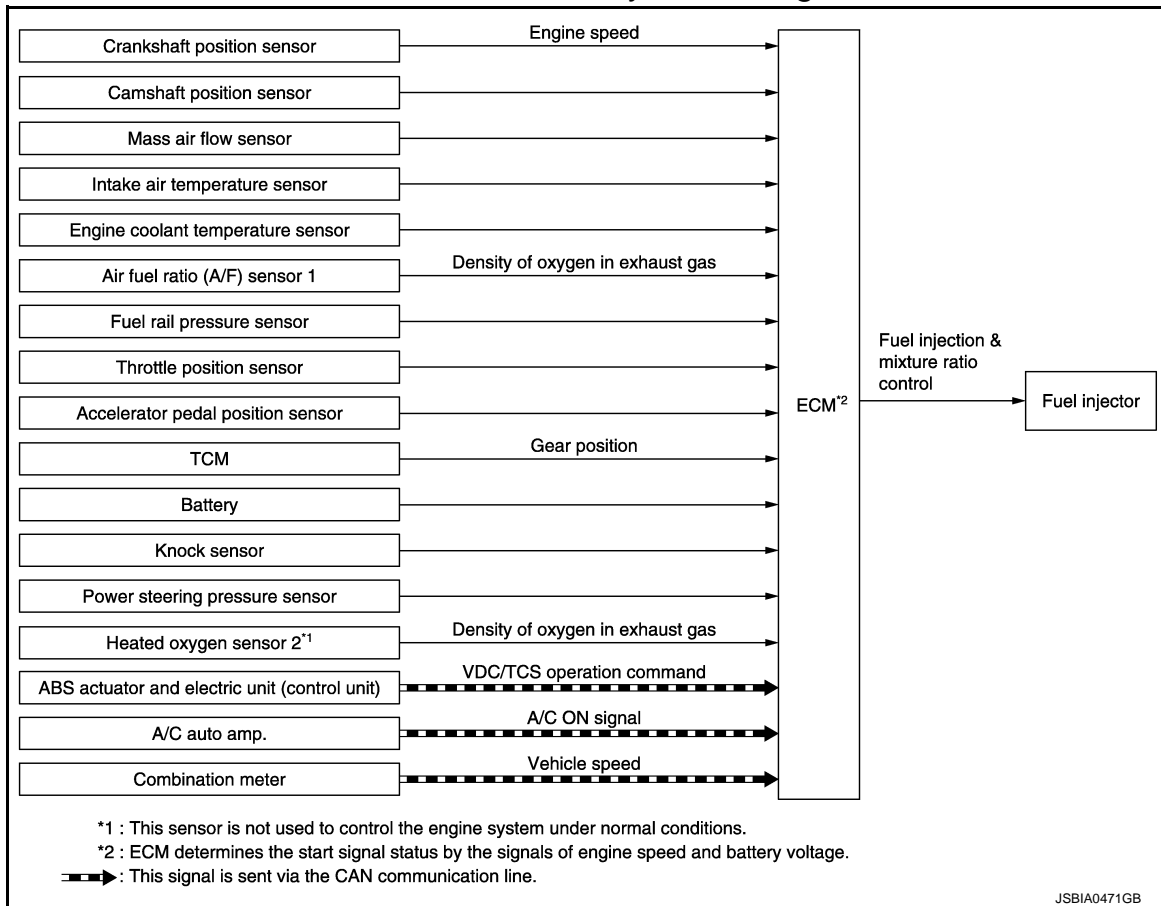 Crankshaft position sensor
Engine speed
Camshaft position sensor
Mass air flow sensor
Intake air temperature sensor
Engine coolant temperature sensor
Air fuel ratio (A/F) sensor 1
Density of oxygen in exhaust gas
Fuel rail pressure sensor
Throttle position sensor
Accelerator pedal position sensor
TCM
Gear position
Battery
Knock sensor
Power steering pressure sensor
Heated oxygen sensor 2*1
Density of oxygen in exhaust gas
ABS actuator and electric unit (control unit)
VDC/TCS operation command
A/C auto amp.
A/C ON signal
Combination meter
Vehicle speed
ECM*2
Fuel injection &
mixture ratio
control
Fuel injector
*1 : This sensor is not used to control the engine system under normal conditions.
*2 : ECM determines the start signal status by the signals of engine speed and battery voltage.
: This signal is sent via the CAN communication line.
JSBIA0471GB